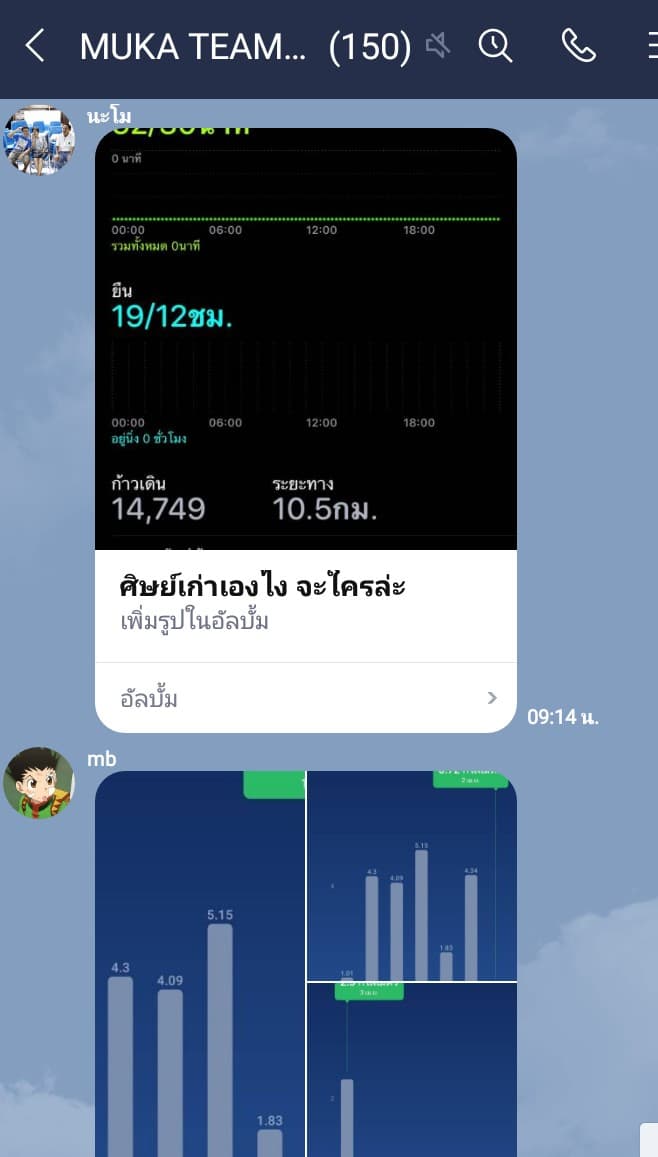 MUKA TEAM... (150)
นะโม
0 นาที
00:00 06:00 12:00 18:00
รวมทั้งหมด 0นาที
ยืน
19/12ชม.
00:00 06:00 12:00 18:00
อยู่นิ่ง 0 ชั่วโมง
ก้าวเดิน ระยะทาง
14,749 10.5กม.
ศิษย์เก่าเองไง จะใครล่ะ
เพิ่มรูปในอัลบั้ม
อัลบั้ม
09:14 น.
mb
5.15
4.3
4.09
1.83
5.15
4.3
4.09
4.34
1.83
1.01